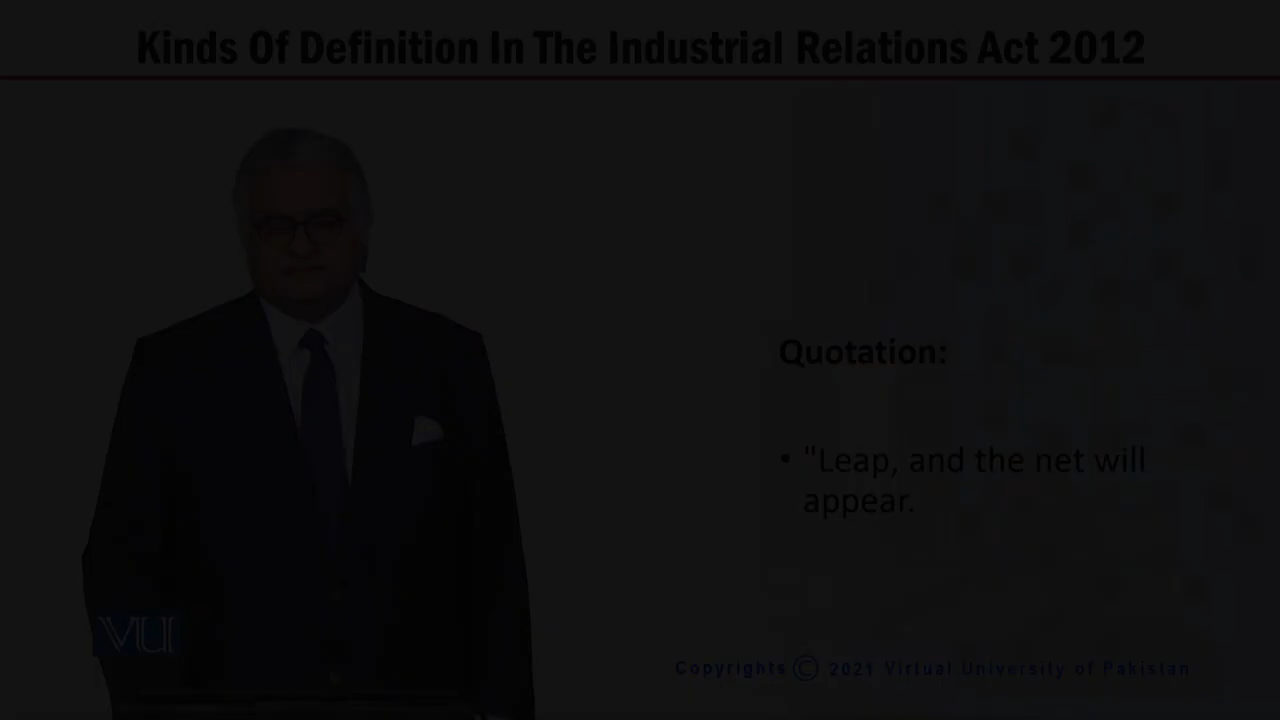 Kinds Of Definition In The Industrial Relations Act 2012
Quotation:
• "Leap, and the net will
appear.
VU
Copyrights © 2021 Virtual University of Pakistan